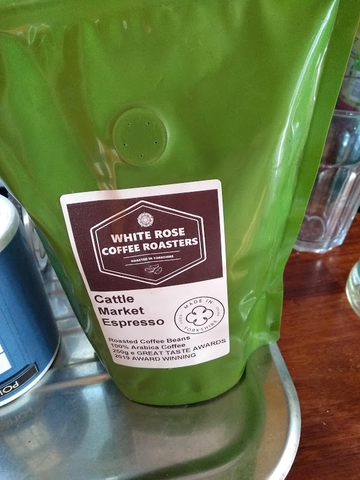 WHITE ROSE
COFFEE ROASTERS
ROASTED IN YORKSHIRE
Cattle
Market
Espresso
MADE IN
YORKSHIRE
Roasted Coffee Beans
100% Arabica Coffee
250g e GREAT TASTE AWARDS
2019 AWARD WINNING
POL